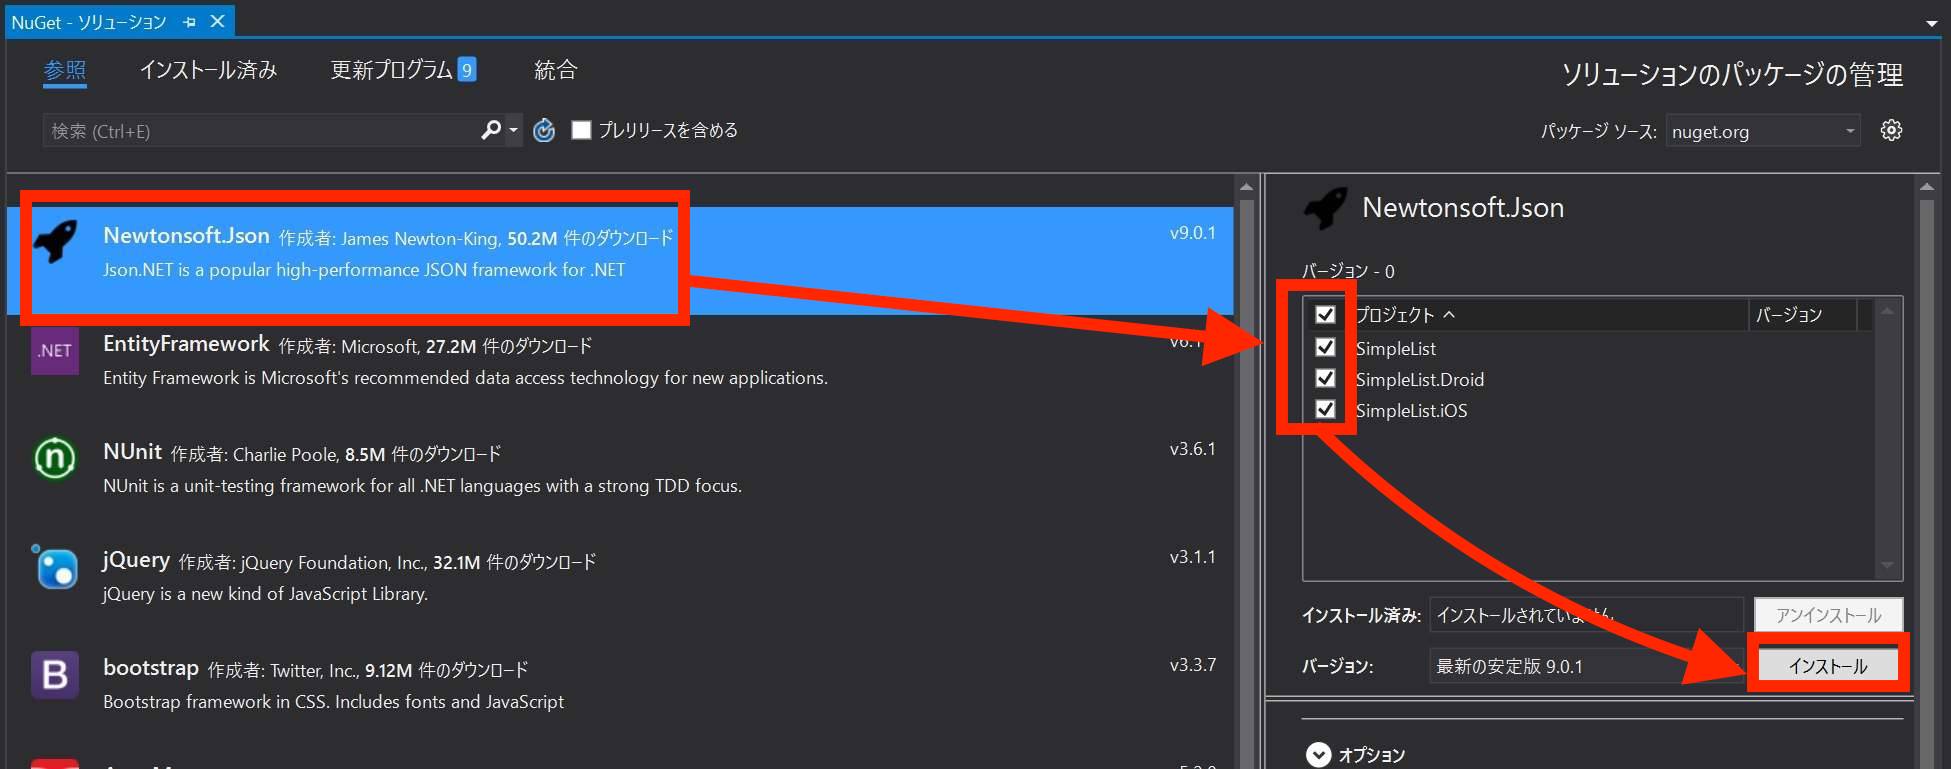 NuGet - ソリューション
参照 インストール済み 更新プログラム 9 統合
ソリューションのパッケージの管理
検索 (Ctrl+E)
プレリリースを含める
パッケージ ソース: nuget.org
Newtonsoft.Json 作成者: James Newton-King, 50.2M 件のダウンロード v9.0.1
Json.NET is a popular high-performance JSON framework for .NET
.NET
EntityFramework 作成者: Microsoft, 27.2M 件のダウンロード
Entity Framework is Microsoft's recommended data access technology for new applications.
n
NUnit 作成者: Charlie Poole, 8.5M 件のダウンロード v3.6.1
NUnit is a unit-testing framework for all .NET languages with a strong TDD focus.
jQuery 作成者: jQuery Foundation, Inc., 32.1M 件のダウンロード v3.1.1
jQuery is a new kind of JavaScript Library.
B
bootstrap 作成者: Twitter, Inc., 9.12M 件のダウンロード v3.3.7
Bootstrap framework in CSS. Includes fonts and JavaScript
Newtonsoft.Json
バージョン - 0
プロジェクト バージョン
SimpleList
SimpleList.Droid
SimpleList.iOS
インストール済み: インストールされていません アンインストール
バージョン: 最新の安定版 9.0.1 インストール
オプション